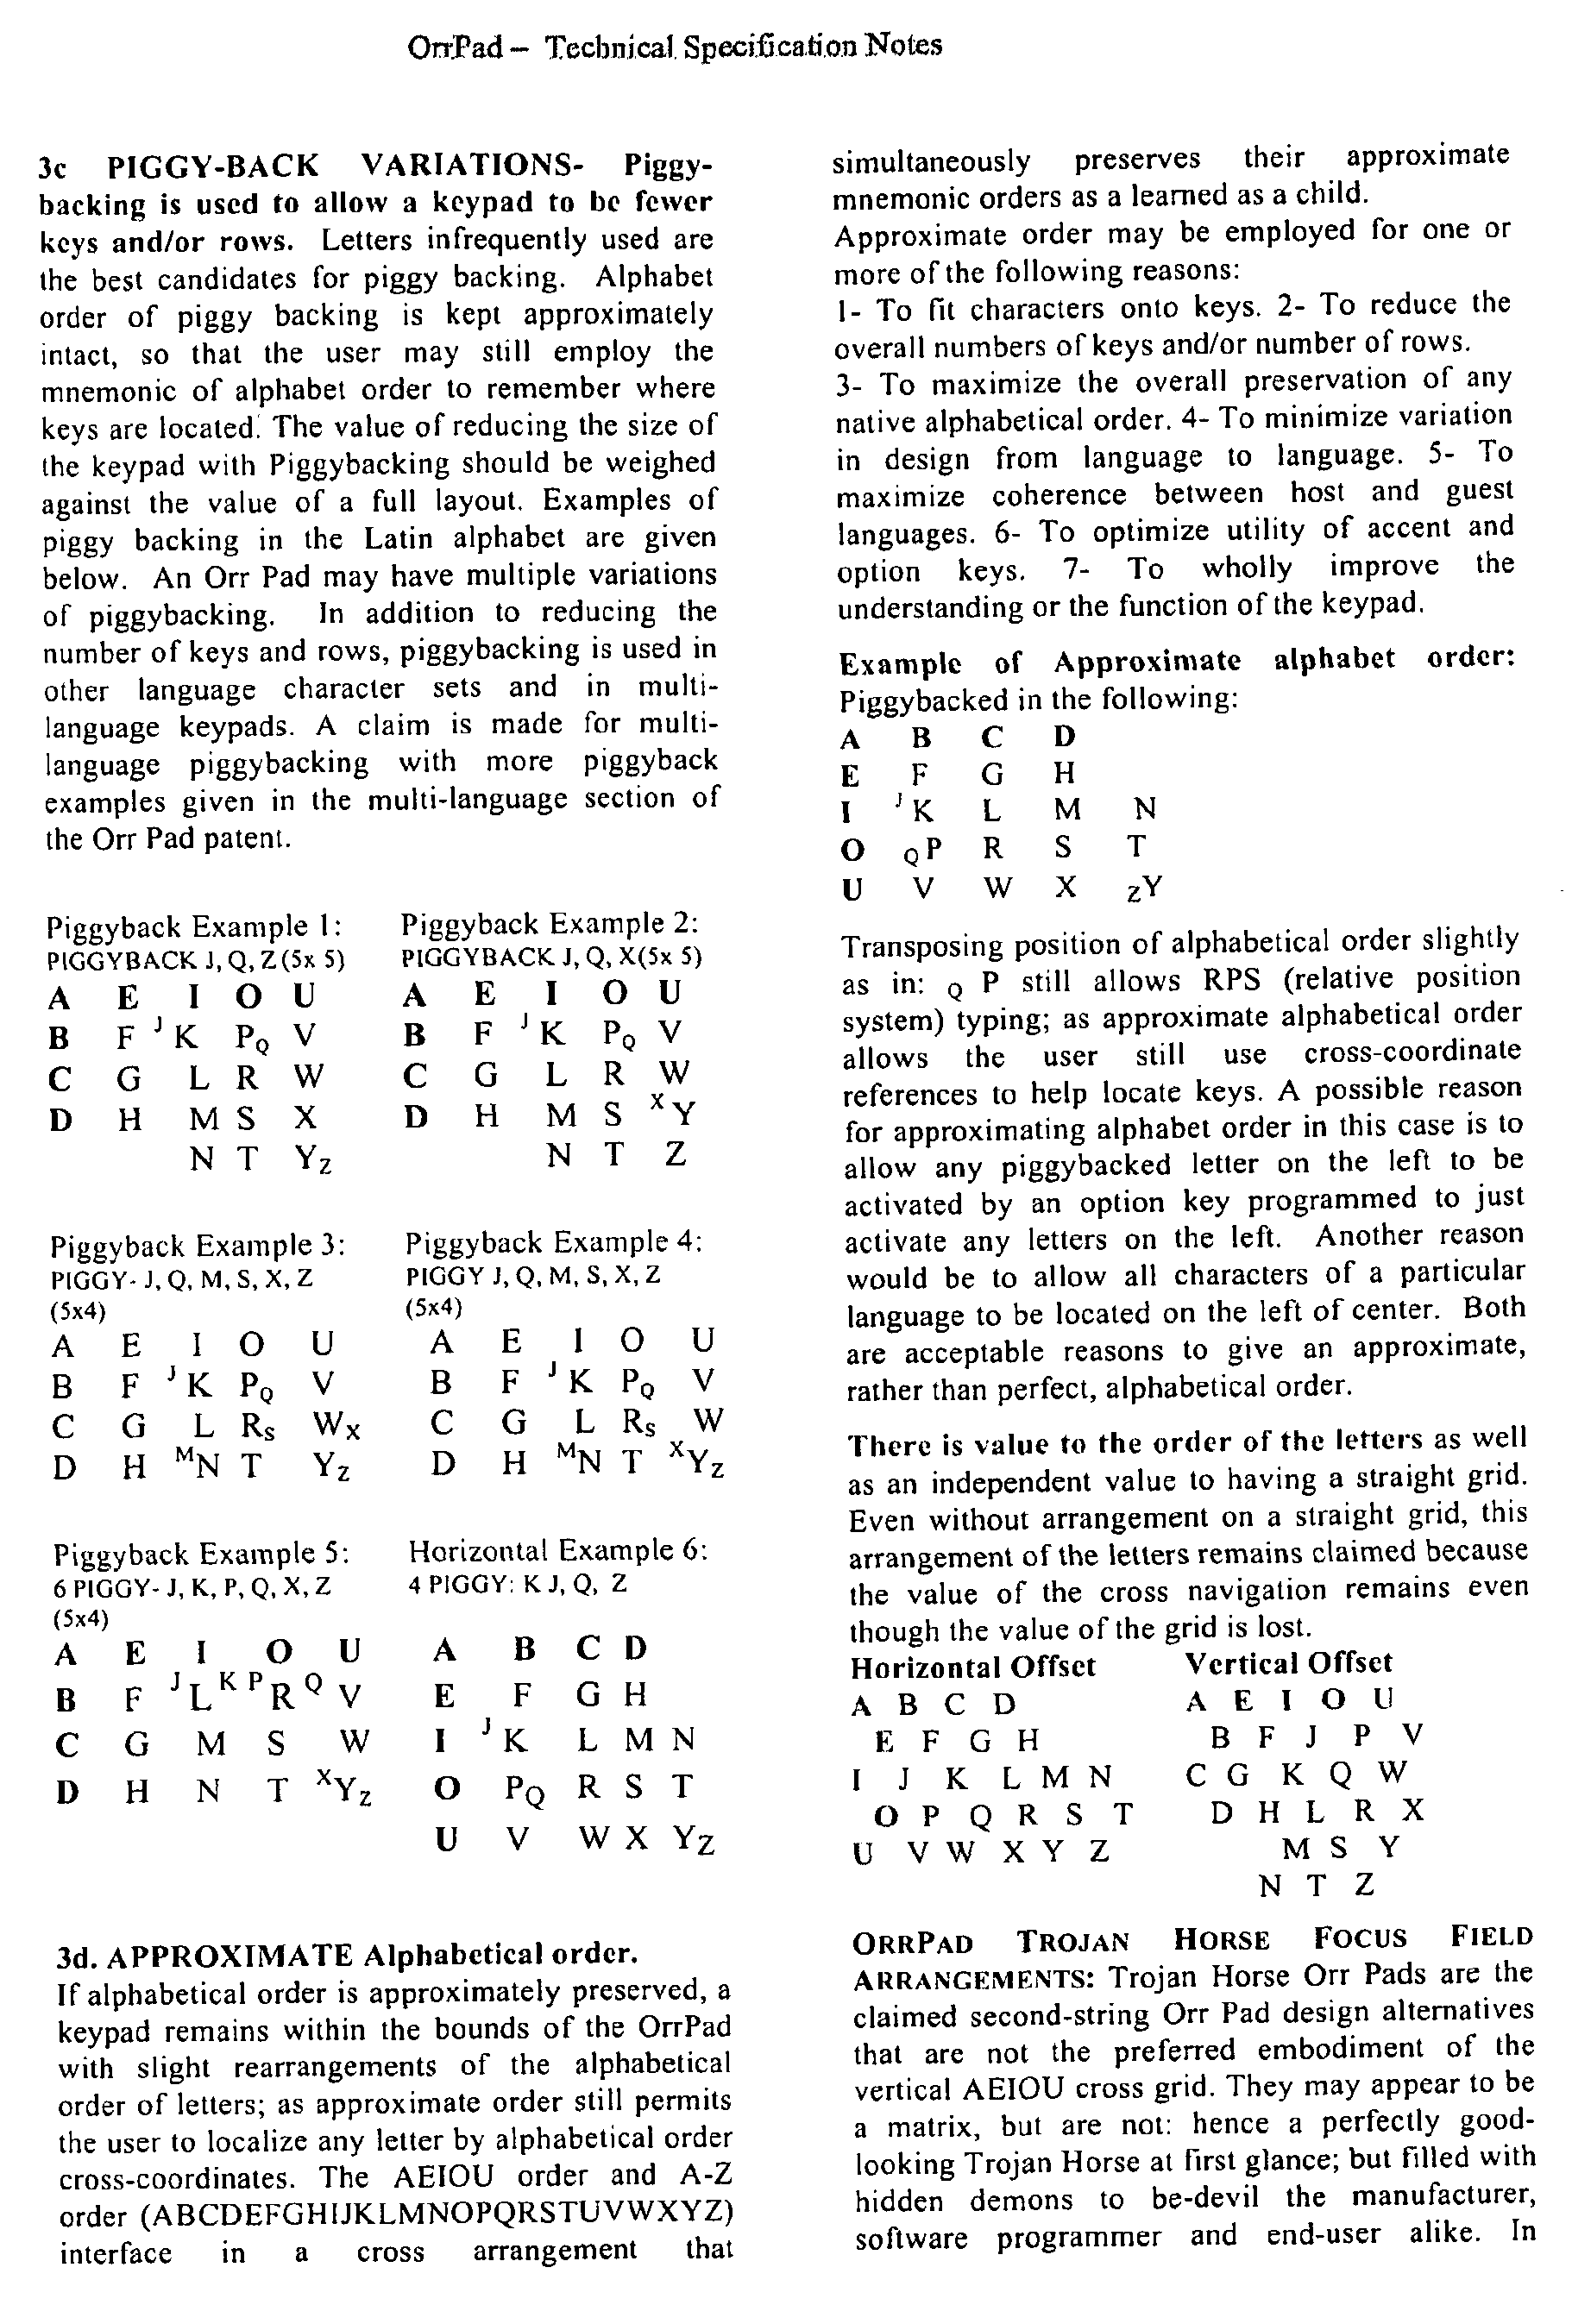 OrrPad – Technical Specification Notes
3c PIGGY-BACK VARIATIONS- Piggy-
backing is used to allow a keypad to be fewer
keys and/or rows. Letters infrequently used are
the best candidates for piggy backing. Alphabet
order of piggy backing is kept approximately
intact, so that the user may still employ the
mnemonic of alphabet order to remember where
keys are located. The value of reducing the size of
the keypad with Piggybacking should be weighed
against the value of a full layout. Examples of
piggy backing in the Latin alphabet are given
below. An Orr Pad may have multiple variations
of piggybacking. In addition to reducing the
number of keys and rows, piggybacking is used in
other language character sets and in multi-
language keypads. A claim is made for multi-
language piggybacking with more piggyback
examples given in the multi-language section of
the Orr Pad patent.
Piggyback Example 1:
PIGGYBACK J, Q, Z (5x 5)
A E I O U
B F J K P Q V
C G L R W
D H M S X
N T Y Z
Piggyback Example 2:
PIGGYBACK J, Q, X(5x 5)
A E I O U
B F J K P Q V
C G L R W
D H M S X Y
N T Z
Piggyback Example 3:
PIGGY- J, Q, M, S, X, Z
(5x4)
A E I O U
B F J K P Q V
C G L R S W X
D H M N T Y Z
Piggyback Example 4:
PIGGY J, Q, M, S, X, Z
(5x4)
A E I O U
B F J K P Q V
C G L R S W
D H M N T X Y Z
Piggyback Example 5:
6 PIGGY- J, K, P, Q, X, Z
(5x4)
A E I O U
B F J L K P R Q V
C G M S W
D H N T X Y Z
Horizontal Example 6:
4 PIGGY: K J, Q, Z
A B C D
E F G H
I J K L M N
O P Q R S T
U V W X Y Z
3d. APPROXIMATE Alphabetical order.
If alphabetical order is approximately preserved, a
keypad remains within the bounds of the OrrPad
with slight rearrangements of the alphabetical
order of letters; as approximate order still permits
the user to localize any letter by alphabetical order
cross-coordinates. The AEIOU order and A-Z
order (ABCDEFGHIJKLMNOPQRSTUVWXYZ)
interface in a cross arrangement that
simultaneously preserves their approximate
mnemonic orders as a learned as a child.
Approximate order may be employed for one or
more of the following reasons:
1- To fit characters onto keys. 2- To reduce the
overall numbers of keys and/or number of rows.
3- To maximize the overall preservation of any
native alphabetical order. 4- To minimize variation
in design from language to language. 5- To
maximize coherence between host and guest
languages. 6- To optimize utility of accent and
option keys. 7- To wholly improve the
understanding or the function of the keypad.
Example of Approximate alphabet order:
Piggybacked in the following:
A B C D
E F G H
I J K L M N
O Q P R S T
U V W X Z Y
Transposing position of alphabetical order slightly
as in: Q P still allows RPS (relative position
system) typing; as approximate alphabetical order
allows the user still use cross-coordinate
references to help locate keys. A possible reason
for approximating alphabet order in this case is to
allow any piggybacked letter on the left to be
activated by an option key programmed to just
activate any letters on the left. Another reason
would be to allow all characters of a particular
language to be located on the left of center. Both
are acceptable reasons to give an approximate,
rather than perfect, alphabetical order.
There is value to the order of the letters as well
as an independent value to having a straight grid.
Even without arrangement on a straight grid, this
arrangement of the letters remains claimed because
the value of the cross navigation remains even
though the value of the grid is lost.
Horizontal Offset
A B C D
E F G H
I J K L M N
O P Q R S T
U V W X Y Z
Vertical Offset
A E I O U
B F J P V
C G K Q W
D H L R X
M S Y
N T Z
ORRPAD TROJAN HORSE FOCUS FIELD
ARRANGEMENTS: Trojan Horse Orr Pads are the
claimed second-string Orr Pad design alternatives
that are not the preferred embodiment of the
vertical AEIOU cross grid. They may appear to be
a matrix, but are not: hence a perfectly good-
looking Trojan Horse at first glance; but filled with
hidden demons to be-devil the manufacturer,
software programmer and end-user alike. In